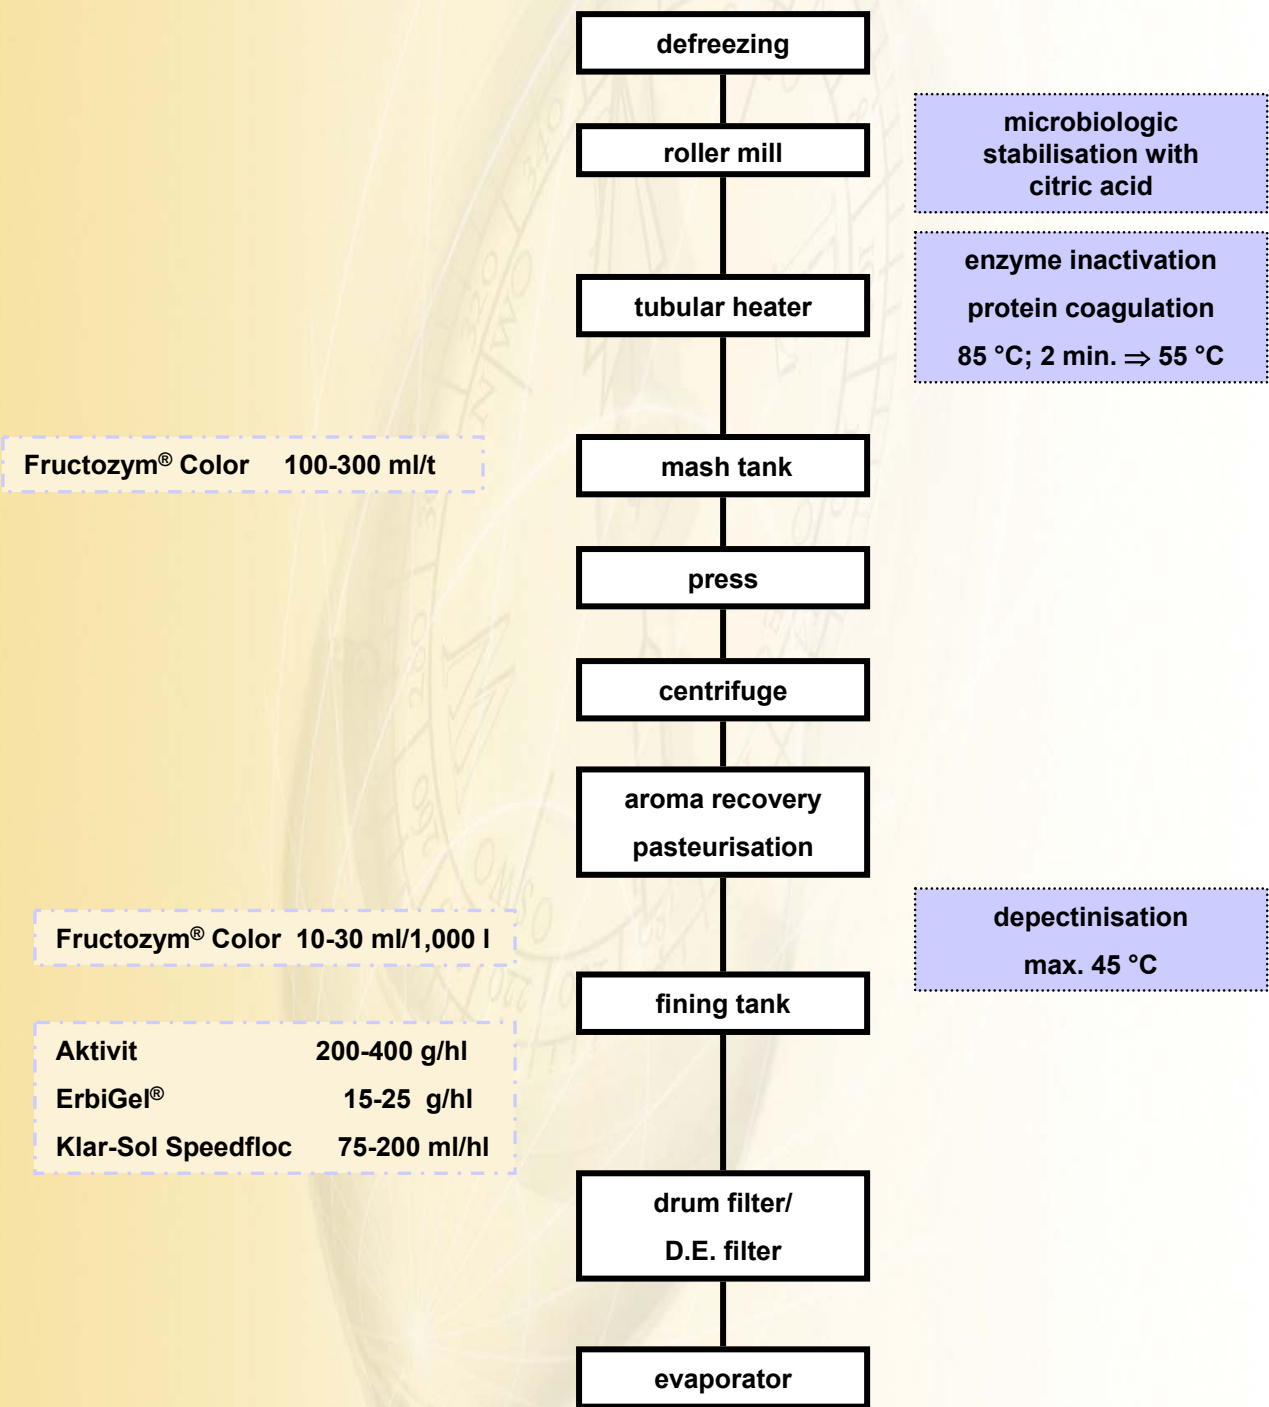 defreezing
roller mill
microbiologic
stabilisation with
citric acid
tubular heater
enzyme inactivation
protein coagulation
85 °C; 2 min. ⇒ 55 °C
Fructozym® Color 100-300 ml/t
mash tank
press
centrifuge
aroma recovery
pasteurisation
Fructozym® Color 10-30 ml/1,000 l
depectinisation
max. 45 °C
fining tank
Aktivit 200-400 g/hl
ErbiGel® 15-25 g/hl
Klar-Sol Speedfloc 75-200 ml/hl
drum filter/
D.E. filter
evaporator